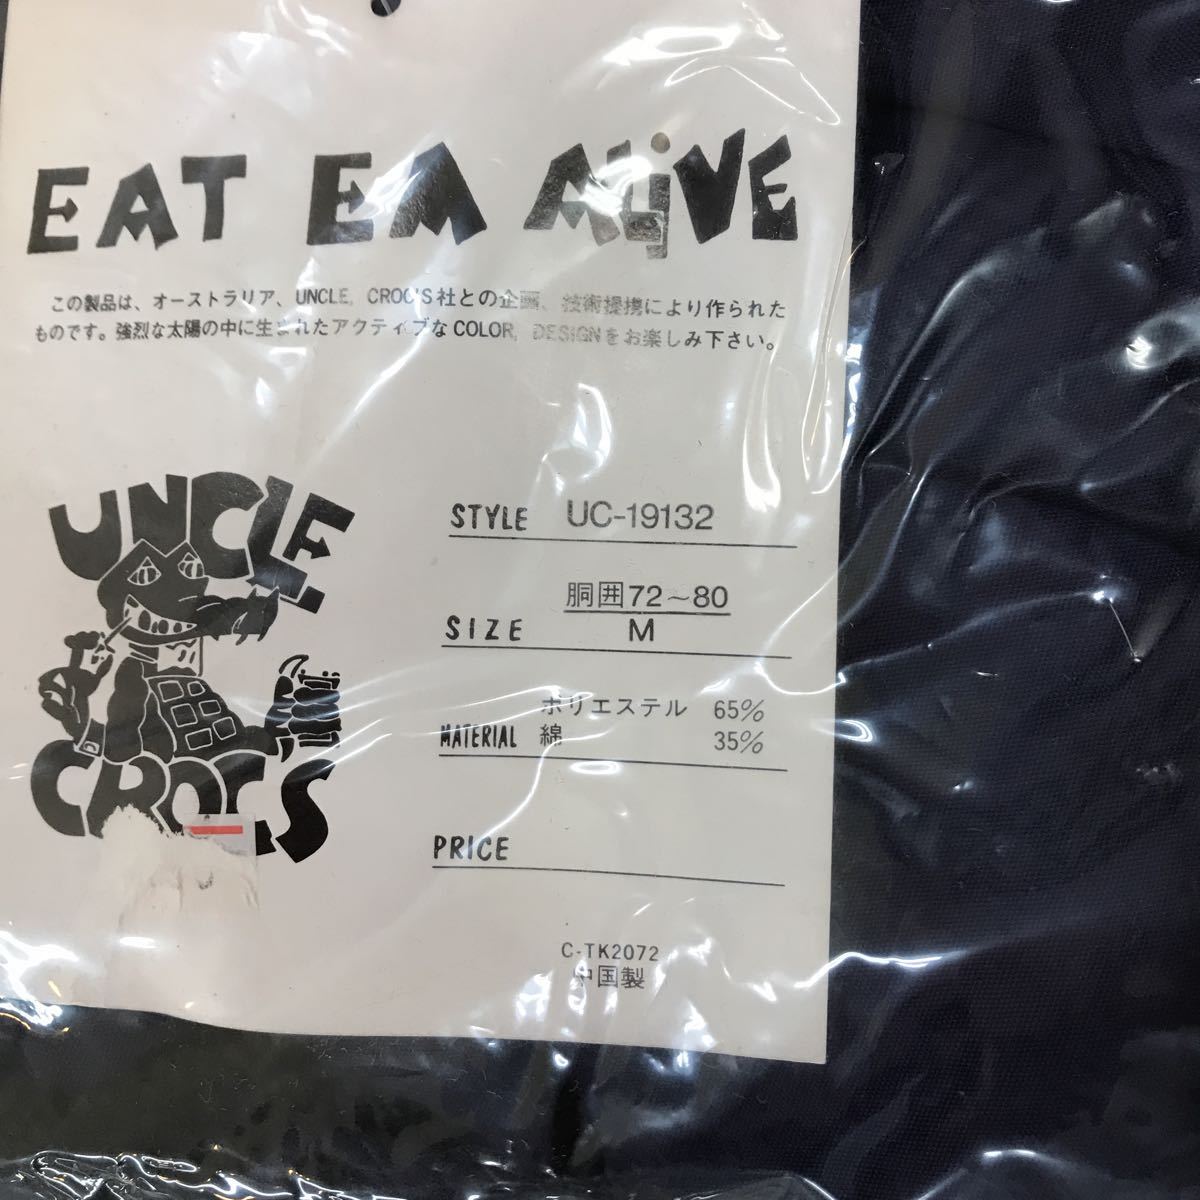 EAT EM ALiVE
この製品は、オーストラリア、UNCLE, CROC'S社との企画、技術提携により作られた
ものです。強烈な太陽の中に生まれたアクティブなCOLOR, DESIGNをお楽しみ下さい。
UNCLE
CROC'S
STYLE UC-19132
胴囲72~80
SIZE M
ポリエステル 65%
MATERIAL 綿 35%
PRICE
C-TK2072
中国製